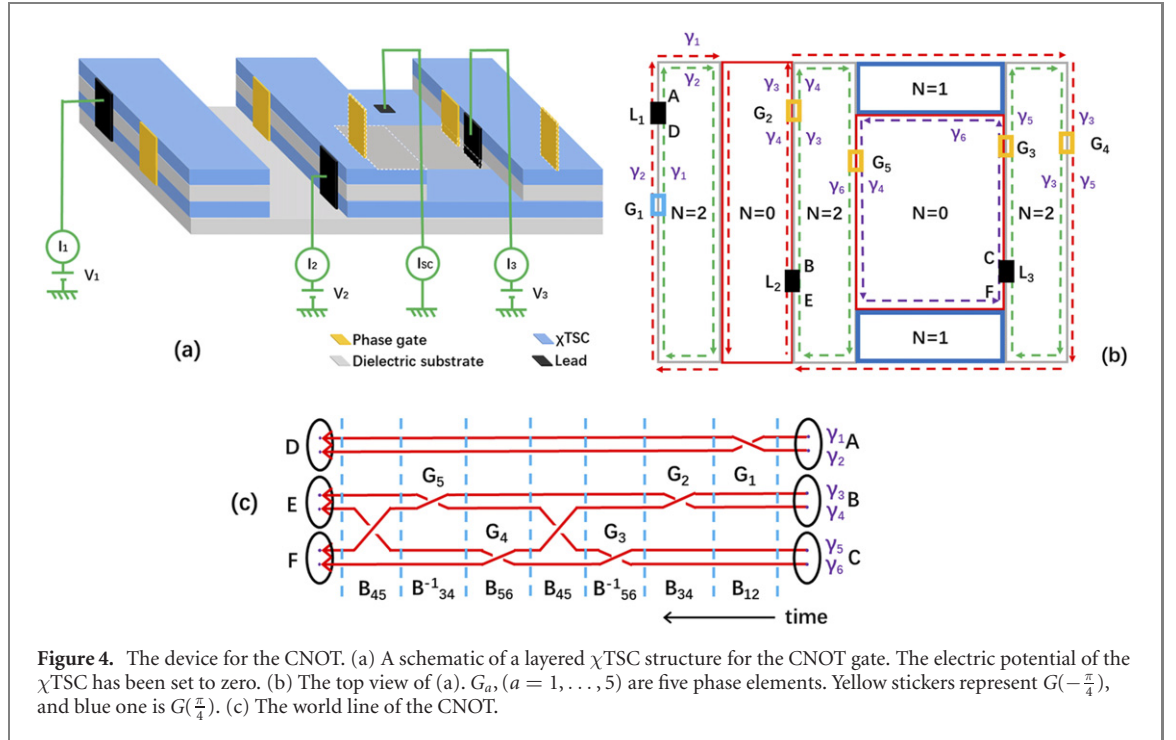 I₁
V₁
I₂
V₂
I_SC
I₃
V₃
(a)
Phase gate
χTSC
Dielectric substrate
Lead
γ₁
γ₂
A
L₁
D
γ₂
γ₁
G₁
N=2
N=0
γ₃
γ₄
G₂
γ₄
γ₃
N=1
γ₆
γ₅
γ₃
G₃
G₄
G₅
γ₆
γ₄
γ₃
γ₅
N=2
N=0
N=2
B
L₂
E
C
L₃
F
N=1
(b)
(c)
D
γ₁
A
γ₂
G₅
G₂
G₁
E
γ₃
B
γ₄
G₄
G₃
F
γ₅
C
γ₆
B₄₅
B⁻¹₃₄
B₅₆
B₄₅
B⁻¹₅₆
B₃₄
B₁₂
time
Figure 4. The device for the CNOT. (a) A schematic of a layered χTSC structure for the CNOT gate. The electric potential of the
χTSC has been set to zero. (b) The top view of (a). Gₐ, (a = 1, . . . , 5) are five phase elements. Yellow stickers represent G(−π/4),
and blue one is G(π/4). (c) The world line of the CNOT.